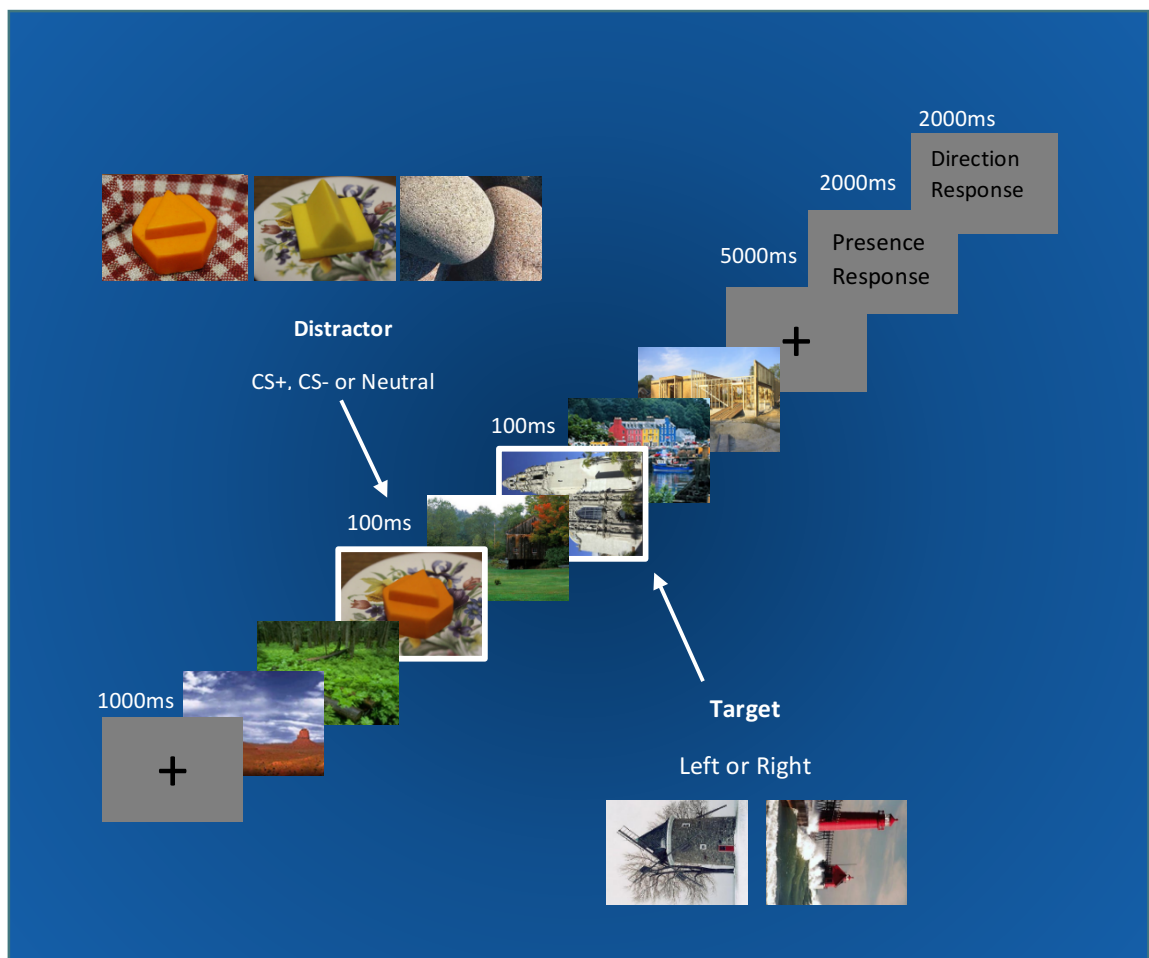 2000ms
Direction
Response
2000ms
Presence
Response
5000ms
Distractor
CS+, CS- or Neutral
100ms
100ms
1000ms
Target
Left or Right